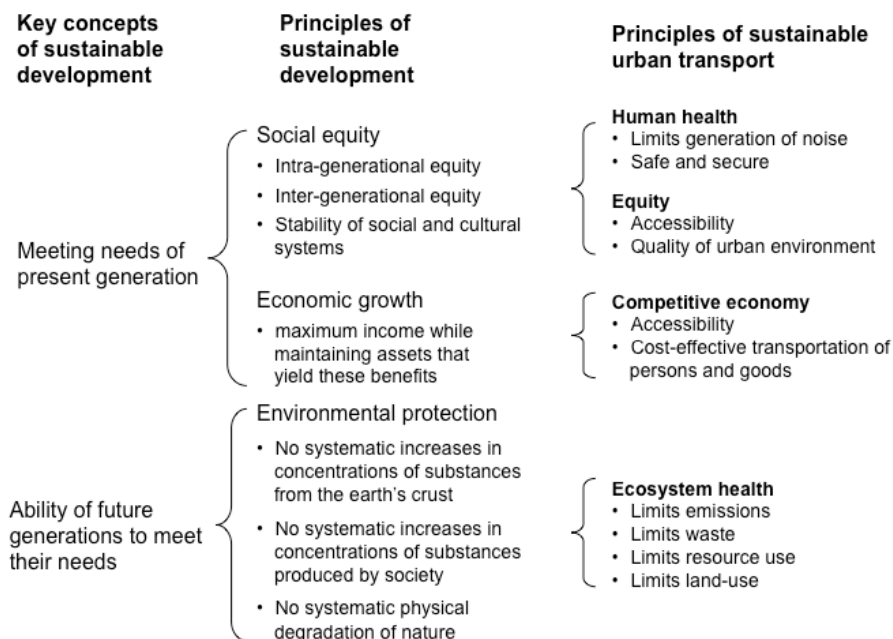 Key concepts
of sustainable
development
Principles of
sustainable
development
Principles of sustainable
urban transport
Meeting needs of
present generation
Social equity
• Intra-generational equity
• Inter-generational equity
• Stability of social and cultural
systems
Economic growth
• maximum income while
maintaining assets that
yield these benefits
Human health
• Limits generation of noise
• Safe and secure
Equity
• Accessibility
• Quality of urban environment
Competitive economy
• Accessibility
• Cost-effective transportation of
persons and goods
Ability of future
generations to meet
their needs
Environmental protection
• No systematic increases in
concentrations of substances
from the earth's crust
• No systematic increases in
concentrations of substances
produced by society
• No systematic physical
degradation of nature
Ecosystem health
• Limits emissions
• Limits waste
• Limits resource use
• Limits land-use